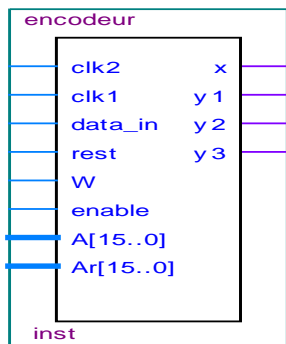 encodeur
clk2 x
clk1 y1
data_in y2
rest y3
W
enable
A[15..0]
Ar[15..0]
inst